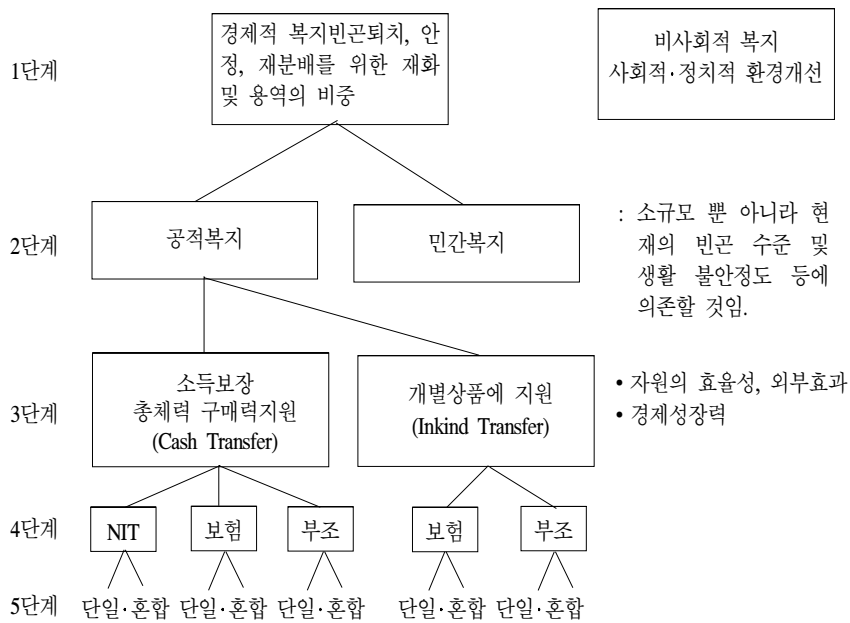 1단계
경제적 복지빈곤퇴치, 안
정, 재분배를 위한 재화
및 용역의 비중
비사회적 복지
사회적·정치적 환경개선
2단계
공적복지
민간복지
: 소규모 뿐 아니라 현
재의 빈곤 수준 및
생활 불안정도 등에
의존할 것임.
3단계
소득보장
총체력 구매력지원
(Cash Transfer)
개별상품에 지원
(Inkind Transfer)
• 자원의 효율성, 외부효과
• 경제성장력
4단계
NIT
보험
부조
보험
부조
5단계
단일·혼합 단일·혼합 단일·혼합 단일·혼합 단일·혼합